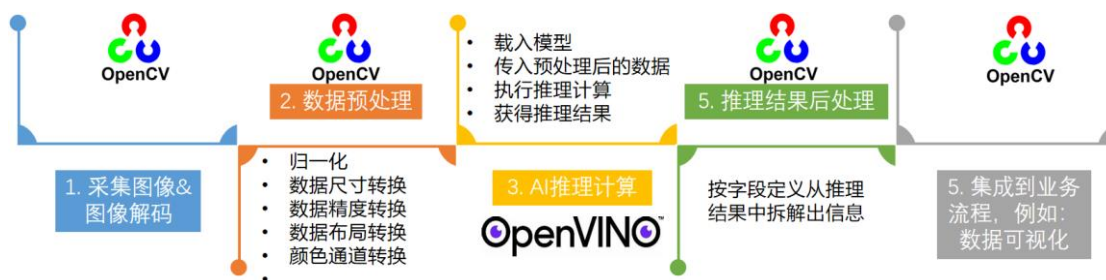 OpenCV
1. 采集图像&
图像解码
OpenCV
2. 数据预处理
• 归一化
• 数据尺寸转换
• 数据精度转换
• 数据布局转换
• 颜色通道转换
•
• 载入模型
• 传入预处理后的数据
• 执行推理计算
• 获得推理结果
3. AI推理计算
OpenVINO™
OpenCV
5. 推理结果后处理
按字段定义从推理
结果中拆解出信息
OpenCV
5. 集成到业务
流程，例如：
数据可视化